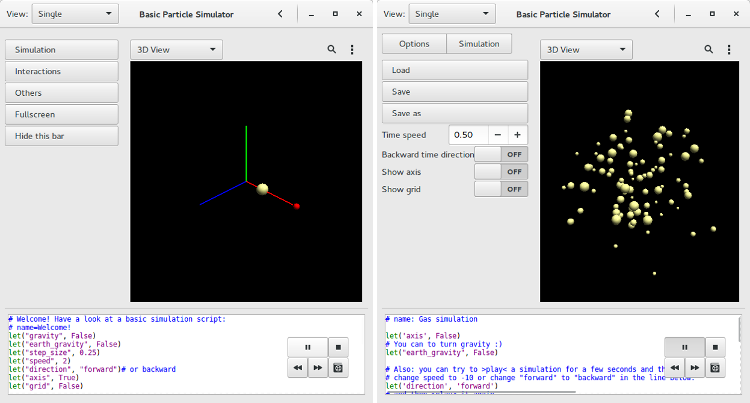 View:
Single
Basic Particle Simulator
Simulation
Interactions
Others
Fullscreen
Hide this bar
3D View
# Welcome! Have a look at a basic simulation script:
# name=Welcome!
let("gravity", False)
let("earth_gravity", False)
let("step_size", 0.25)
let("speed", 2)
let("direction", "forward")# or backward
let("axis", True)
let("grid", False)
View:
Single
Basic Particle Simulator
Options
Simulation
Load
Save
Save as
Time speed
0.50
Backward time direction
OFF
Show axis
OFF
Show grid
OFF
3D View
# name: Gas simulation
let('axis', False)
# You can to turn gravity :)
let("earth_gravity", False)
# Also: you can try to >play< a simulation for a few seconds and th
# change speed to -10 or change "forward" to "backward" in the line below:
let('direction', 'forward')